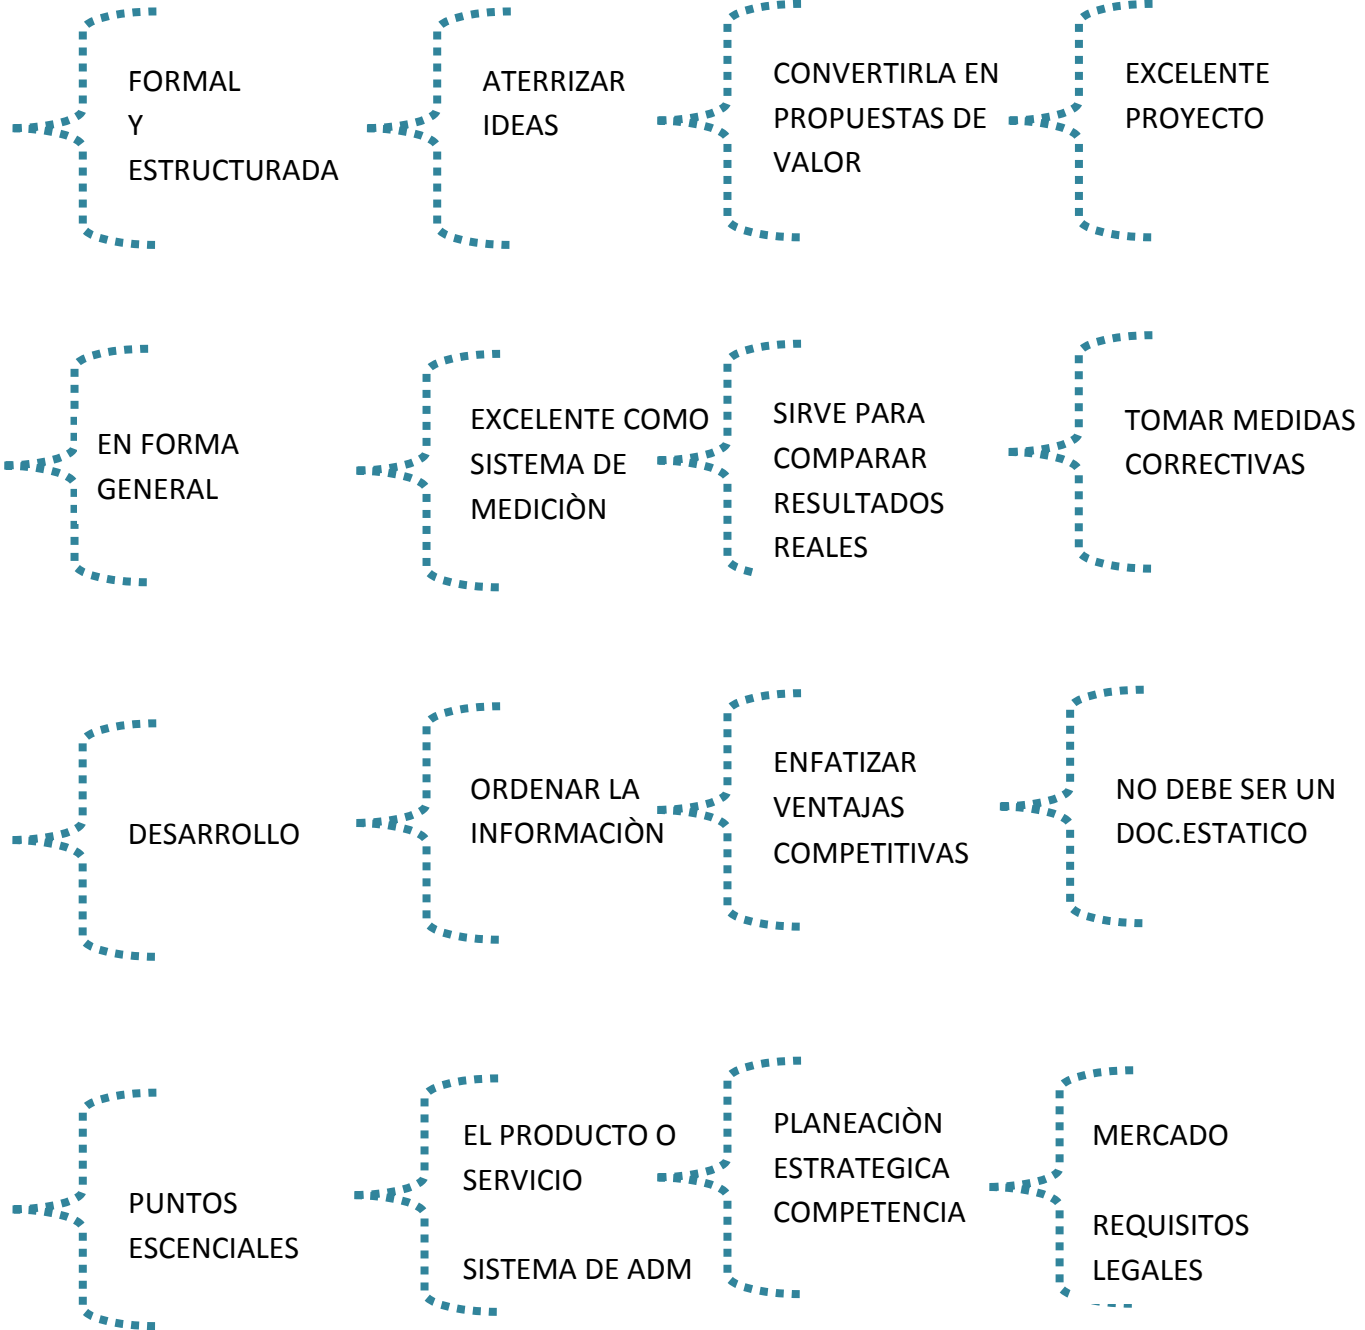 FORMAL
Y
ESTRUCTURADA
ATERRIZAR
IDEAS
CONVERTIRLA EN
PROPUESTAS DE
VALOR
EXCELENTE
PROYECTO
EN FORMA
GENERAL
EXCELENTE COMO
SISTEMA DE
MEDICIÒN
SIRVE PARA
COMPARAR
RESULTADOS
REALES
TOMAR MEDIDAS
CORRECTIVAS
DESARROLLO
ORDENAR LA
INFORMACIÒN
ENFATIZAR
VENTAJAS
COMPETITIVAS
NO DEBE SER UN
DOC.ESTATICO
PUNTOS
ESCENCIALES
EL PRODUCTO O
SERVICIO
SISTEMA DE ADM
PLANEACIÒN
ESTRATEGICA
COMPETENCIA
MERCADO
REQUISITOS
LEGALES